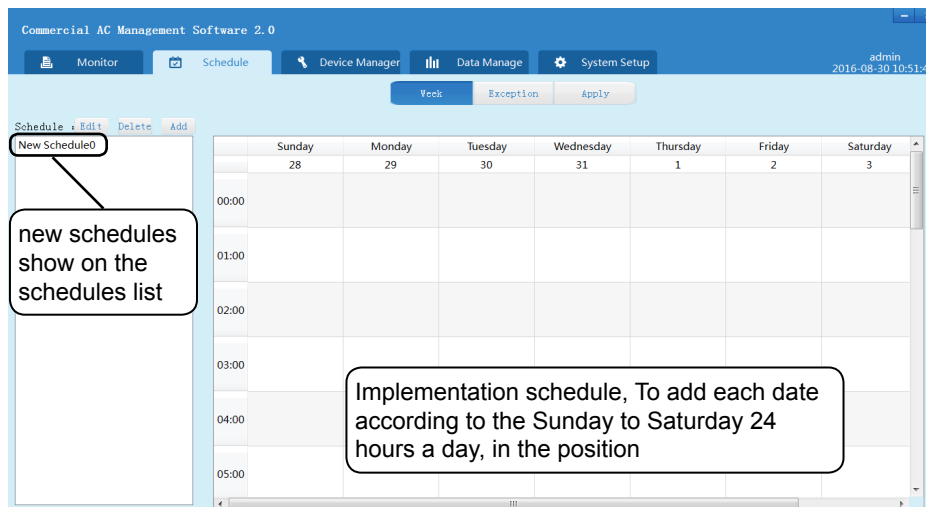 Commercial AC Management Software 2.0
Monitor Schedule Device Manager Data Manage System Setup
admin
2016-08-30 10:51:4
Week Exception Apply
Schedule : Edit Delete Add
New Schedule0
Sunday Monday Tuesday Wednesday Thursday Friday Saturday
28 29 30 31 1 2 3
00:00
new schedules
show on the
schedules list
01:00
02:00
03:00
Implementation schedule, To add each date
according to the Sunday to Saturday 24
hours a day, in the position
04:00
05:00